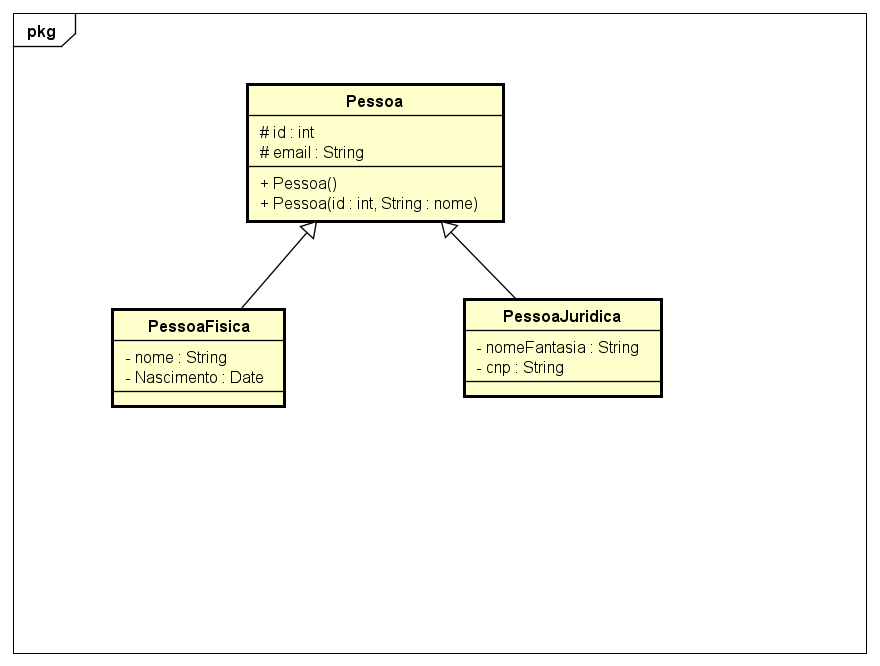 pkg
Pessoa
# id : int
# email : String
+ Pessoa()
+ Pessoa(id : int, String : nome)
PessoaFisica
- nome : String
- Nascimento : Date
PessoaJuridica
- nomeFantasia : String
- cnp : String